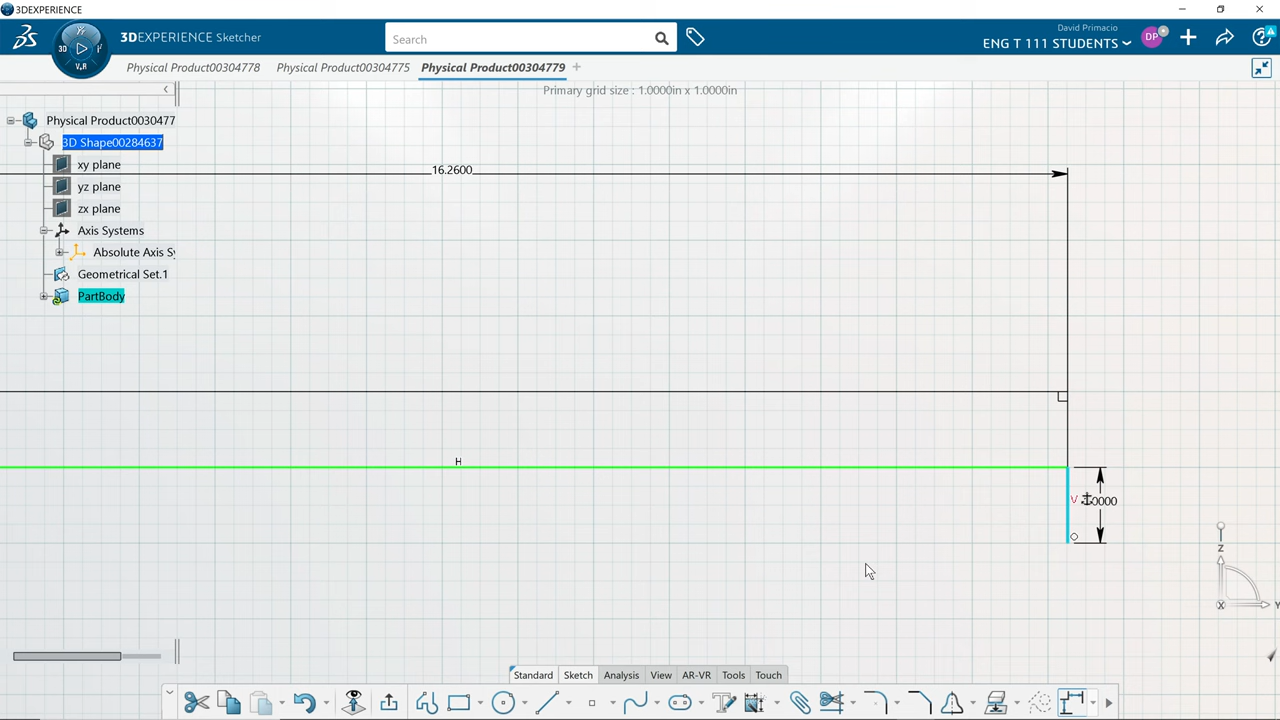 3DEXPERIENCE
3DEXPERIENCE Sketcher
Search
David Primacio
ENG T 111 STUDENTS
DP
3D
V.R
Physical Product00304778
Physical Product00304775
Physical Product00304779
Primary grid size : 1.0000in x 1.0000in
Physical Product0030477
3D Shape00284637
xy plane
yz plane
zx plane
Axis Systems
Absolute Axis Sy
Geometrical Set.1
PartBody
16.2600
H
V
Z
X
Y
Standard
Sketch
Analysis
View
AR-VR
Tools
Touch